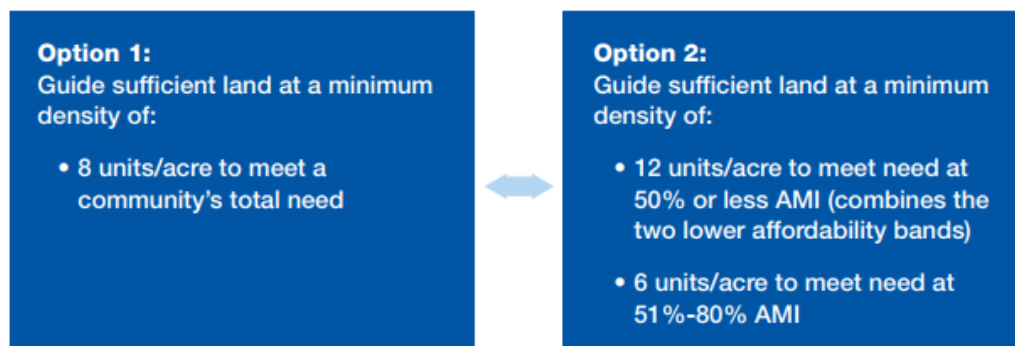 Option 1:
Guide sufficient land at a minimum
density of:
• 8 units/acre to meet a
community's total need
Option 2:
Guide sufficient land at a minimum
density of:
• 12 units/acre to meet need at
50% or less AMI (combines the
two lower affordability bands)
• 6 units/acre to meet need at
51%-80% AMI